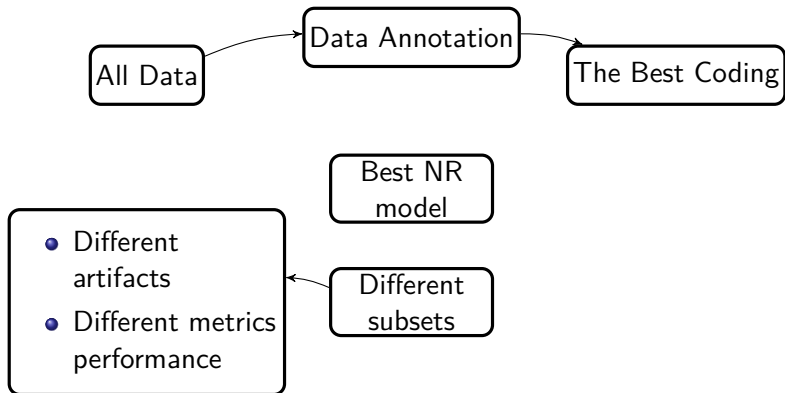 All Data
Data Annotation
The Best Coding
Best NR
model
Different
artifacts
Different metrics
performance
Different
subsets